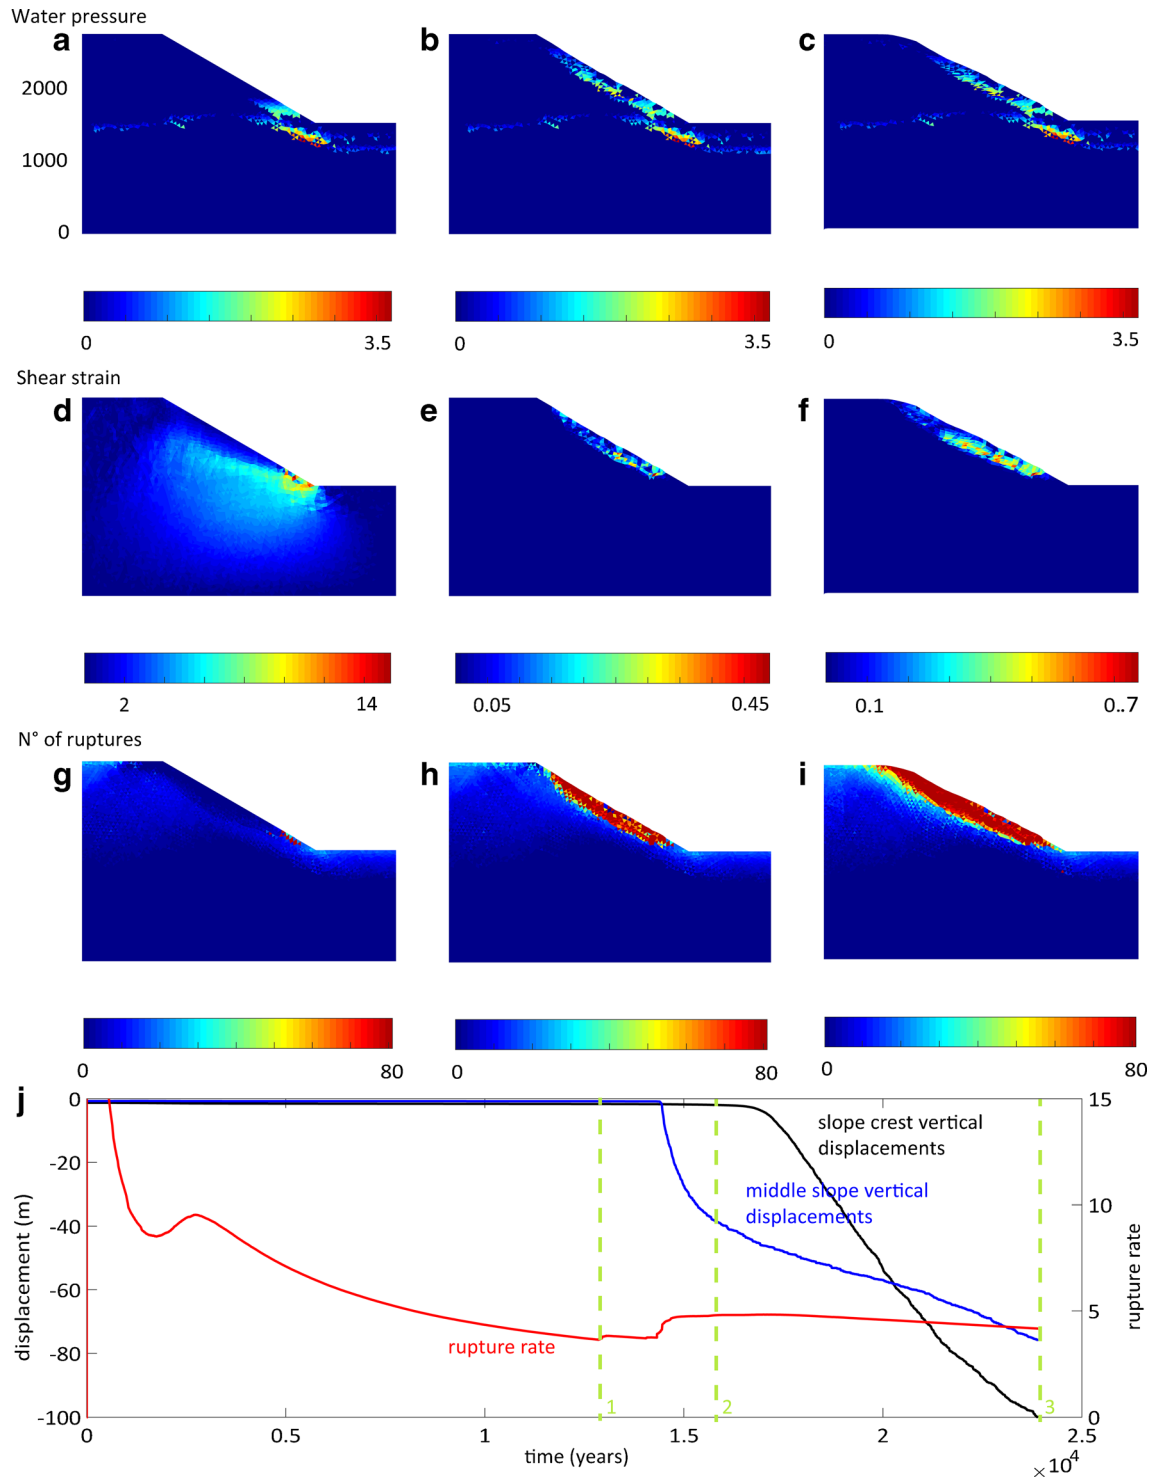 Water pressure
a
b
c
2000
1000
0
0
3.5
0
3.5
0
3.5
Shear strain
d
e
f
2
14
0.05
0.45
0.1
0..7
N° of ruptures
g
h
i
0
80
0
80
0
80
j
0
-20
-40
-60
-80
-100
displacement (m)
slope crest vertical
displacements
middle slope vertical
displacements
rupture rate
1
2
3
15
10
5
0
rupture rate
0
0.5
1
1.5
2
2.5
time (years)
×10⁴